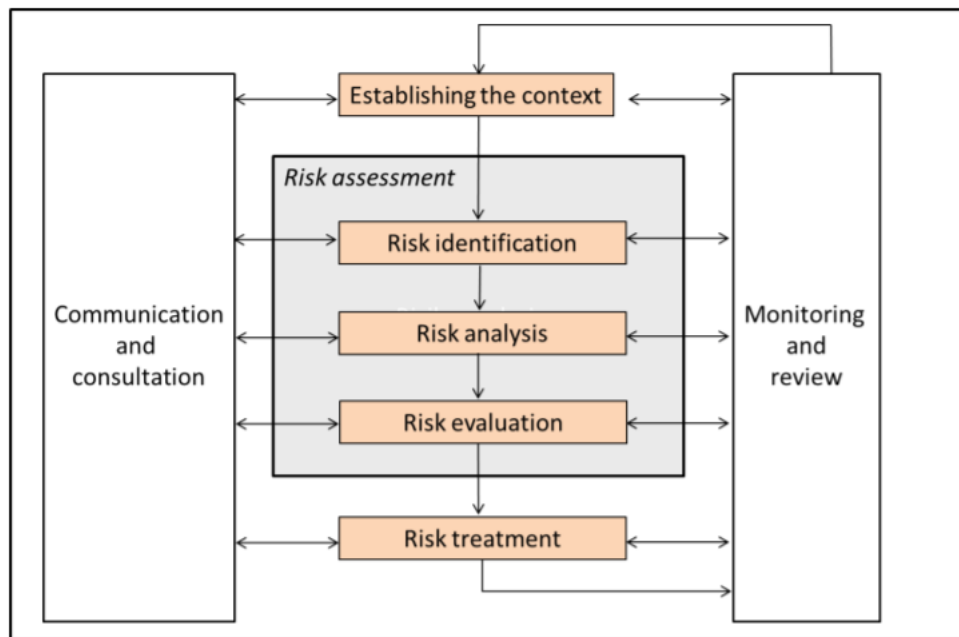 Establishing the context
Risk assessment
Risk identification
Risk analysis
Risk evaluation
Risk treatment
Communication
and
consultation
Monitoring
and
review